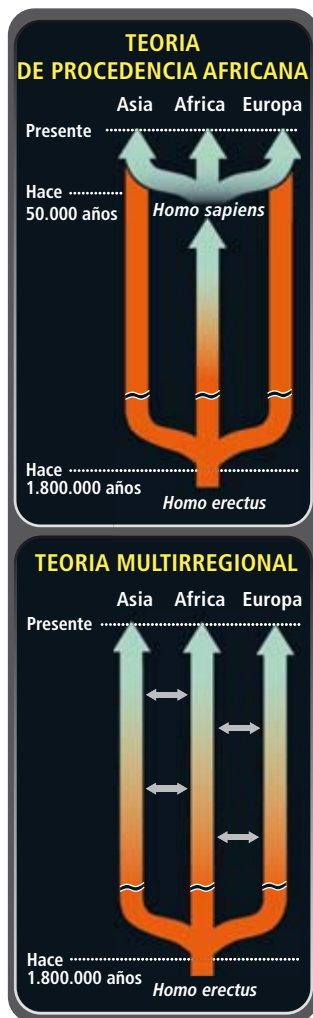 TEORIA
DE PROCEDENCIA AFRICANA
Asia Africa Europa
Presente
Hace
50.000 años
Homo sapiens
Hace
1.800.000 años
Homo erectus
TEORIA MULTIRREGIONAL
Asia Africa Europa
Presente
Hace
1.800.000 años
Homo erectus